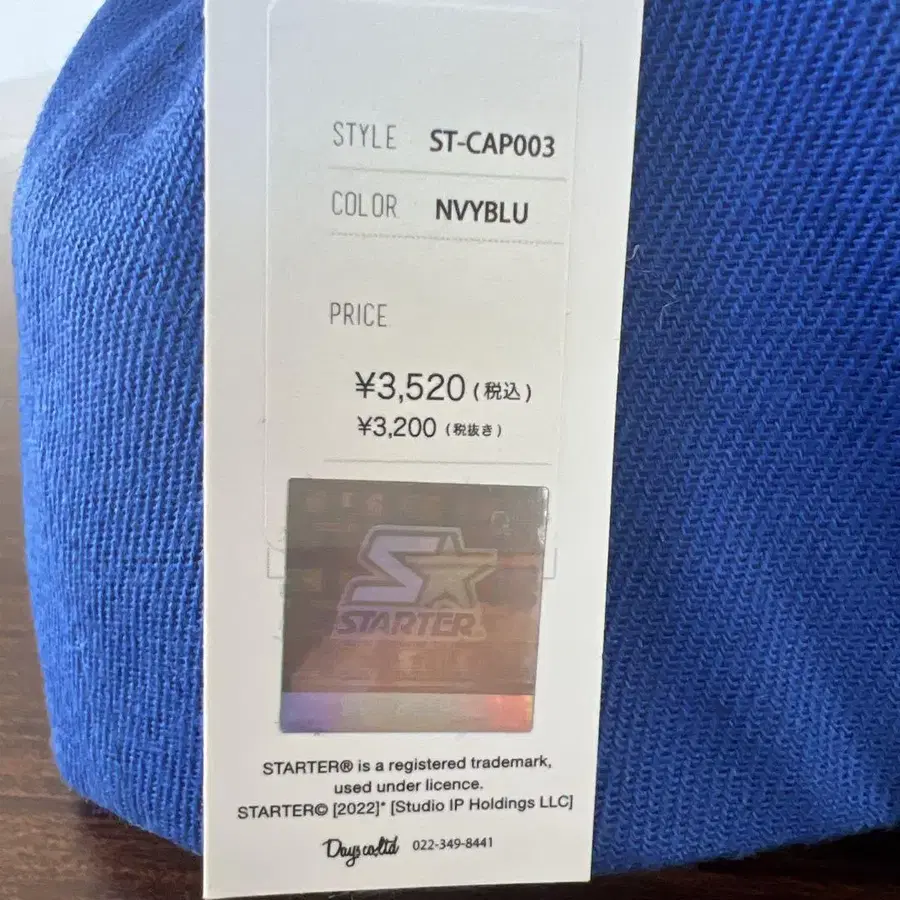 STYLE ST-CAP003
COLOR NVYBLU
PRICE
¥3,520 (税込)
¥3,200 (税抜き)
STARTER
STARTER® is a registered trademark,
used under licence.
STARTER© [2022]* [Studio IP Holdings LLC]
Days co,ltd 022-349-8441